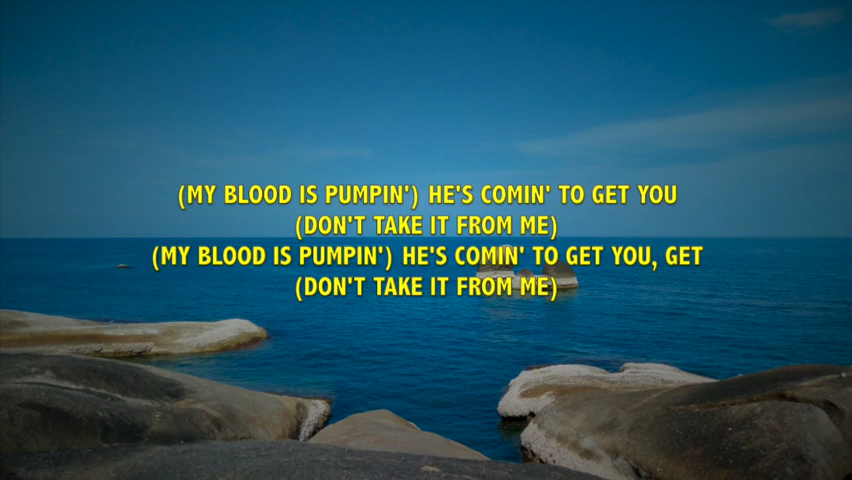 (MY BLOOD IS PUMPIN') HE'S COMIN' TO GET YOU
(DON'T TAKE IT FROM ME)
(MY BLOOD IS PUMPIN') HE'S COMIN' TO GET YOU, GET
(DON'T TAKE IT FROM ME)